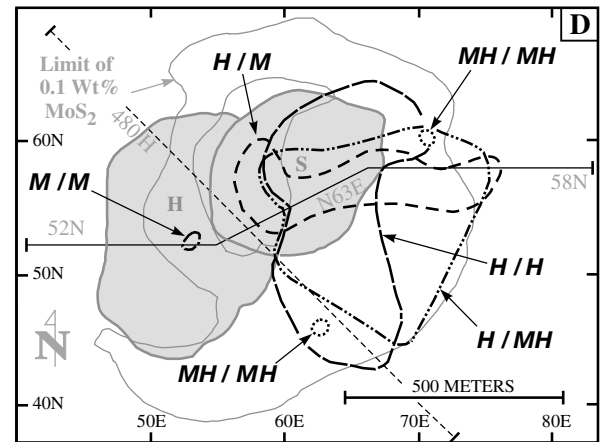 D
H / M
MH / MH
Limit of
0.1 Wt%
MoS2
480 H
60N
S
M / M
H
N63E
58N
52N
50N
H / H
H / MH
N
MH / MH
500 METERS
40N
50E
60E
70E
80E